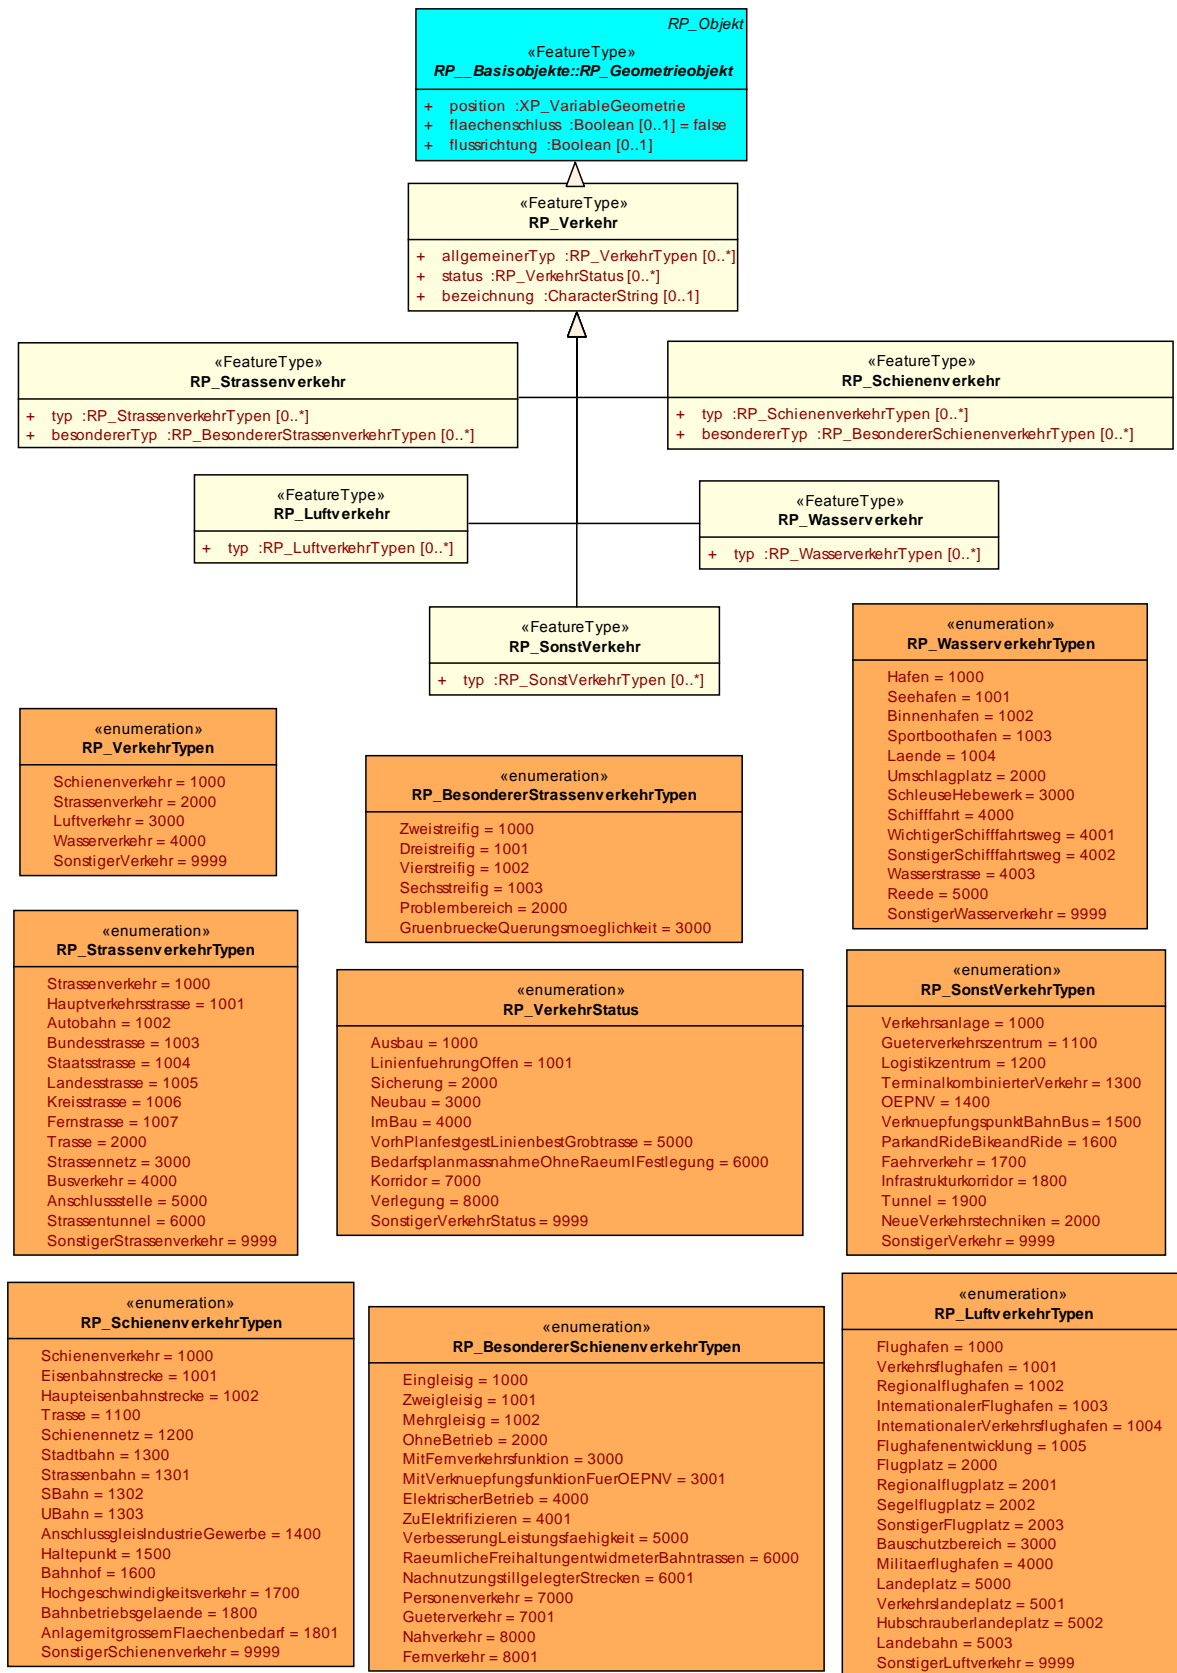 RP_Objekt
«FeatureType»
RP__Basisobjekte::RP_Geometrieobjekt
+ position :XP_VariableGeometrie
+ flaechenschluss :Boolean [0..1] = false
+ flussrichtung :Boolean [0..1]
«FeatureType»
RP_Verkehr
+ allgemeinerTyp :RP_VerkehrTypen [0..*]
+ status :RP_VerkehrStatus [0..*]
+ bezeichnung :CharacterString [0..1]
«FeatureType»
RP_Strassenverkehr
+ typ :RP_StrassenverkehrTypen [0..*]
+ besondererTyp :RP_BesondererStrassenverkehrTypen [0..*]
«FeatureType»
RP_Schienenverkehr
+ typ :RP_SchienenverkehrTypen [0..*]
+ besondererTyp :RP_BesondererSchienenverkehrTypen [0..*]
«FeatureType»
RP_Luftverkehr
+ typ :RP_LuftverkehrTypen [0..*]
«FeatureType»
RP_Wasserverkehr
+ typ :RP_WasserverkehrTypen [0..*]
«FeatureType»
RP_SonstVerkehr
+ typ :RP_SonstVerkehrTypen [0..*]
«enumeration»
RP_WasserverkehrTypen
Hafen = 1000
Seehafen = 1001
Binnenhafen = 1002
Sportboothafen = 1003
Laende = 1004
Umschlagplatz = 2000
SchleuseHebewerk = 3000
Schifffahrt = 4000
WichtigerSchifffahrtsweg = 4001
SonstigerSchifffahrtsweg = 4002
Wasserstrasse = 4003
Reede = 5000
SonstigerWasserverkehr = 9999
«enumeration»
RP_VerkehrTypen
Schienenverkehr = 1000
Strassenverkehr = 2000
Luftverkehr = 3000
Wasserverkehr = 4000
SonstigerVerkehr = 9999
«enumeration»
RP_BesondererStrassenverkehrTypen
Zweistreifig = 1000
Dreistreifig = 1001
Vierstreifig = 1002
Sechsstreifig = 1003
Problembereich = 2000
GruenbrueckeQuerungsmoeglichkeit = 3000
«enumeration»
RP_StrassenverkehrTypen
Strassenverkehr = 1000
Hauptverkehrsstrasse = 1001
Autobahn = 1002
Bundesstrasse = 1003
Staatsstrasse = 1004
Landesstrasse = 1005
Kreisstrasse = 1006
Fernstrasse = 1007
Trasse = 2000
Strassennetz = 3000
Busverkehr = 4000
Anschlussstelle = 5000
Strassentunnel = 6000
SonstigerStrassenverkehr = 9999
«enumeration»
RP_VerkehrStatus
Ausbau = 1000
LinienfuehrungOffen = 1001
Sicherung = 2000
Neubau = 3000
ImBau = 4000
VorhPlanfestgestLinienbestGrobtrasse = 5000
BedarfsplanmassnahmeOhneRaeumlFestlegung = 6000
Korridor = 7000
Verlegung = 8000
SonstigerVerkehrStatus = 9999
«enumeration»
RP_SonstVerkehrTypen
Verkehrsanlage = 1000
Gueterverkehrszentrum = 1100
Logistikzentrum = 1200
TerminalkombinierterVerkehr = 1300
OEPNV = 1400
VerknuepfungspunktBahnBus = 1500
ParkandRideBikeandRide = 1600
Faehrverkehr = 1700
Infrastrukturkorridor = 1800
Tunnel = 1900
NeueVerkehrstechniken = 2000
SonstigerVerkehr = 9999
«enumeration»
RP_SchienenverkehrTypen
Schienenverkehr = 1000
Eisenbahnstrecke = 1001
Haupteisenbahnstrecke = 1002
Trasse = 1100
Schienennetz = 1200
Stadtbahn = 1300
Strassenbahn = 1301
SBahn = 1302
UBahn = 1303
AnschlussgleisIndustrieGewerbe = 1400
Haltepunkt = 1500
Bahnhof = 1600
Hochgeschwindigkeitsverkehr = 1700
Bahnbetriebsgelaende = 1800
AnlagemitgrossemFlaechenbedarf = 1801
SonstigerSchienenverkehr = 9999
«enumeration»
RP_BesondererSchienenverkehrTypen
Eingleisig = 1000
Zweigleisig = 1001
Mehrgleisig = 1002
OhneBetrieb = 2000
MitFernverkehrsfunktion = 3000
MitVerknuepfungsfunktionFuerOEPNV = 3001
ElektrischerBetrieb = 4000
ZuElektrifizieren = 4001
VerbesserungLeistungsfaehigkeit = 5000
RaeumlicheFreihaltungentwidmeterBahntrassen = 6000
NachnutzungstillgelegterStrecken = 6001
Personenverkehr = 7000
Gueterverkehr = 7001
Nahverkehr = 8000
Fernverkehr = 8001
«enumeration»
RP_LuftverkehrTypen
Flughafen = 1000
Verkehrsflughafen = 1001
Regionalflughafen = 1002
InternationalerFlughafen = 1003
InternationalerVerkehrsflughafen = 1004
Flughafenentwicklung = 1005
Flugplatz = 2000
Regionalflugplatz = 2001
Segelflugplatz = 2002
SonstigerFlugplatz = 2003
Bauschutzbereich = 3000
Militaerflughafen = 4000
Landeplatz = 5000
Verkehrslandeplatz = 5001
Hubschrauberlandeplatz = 5002
Landebahn = 5003
SonstigerLuftverkehr = 9999